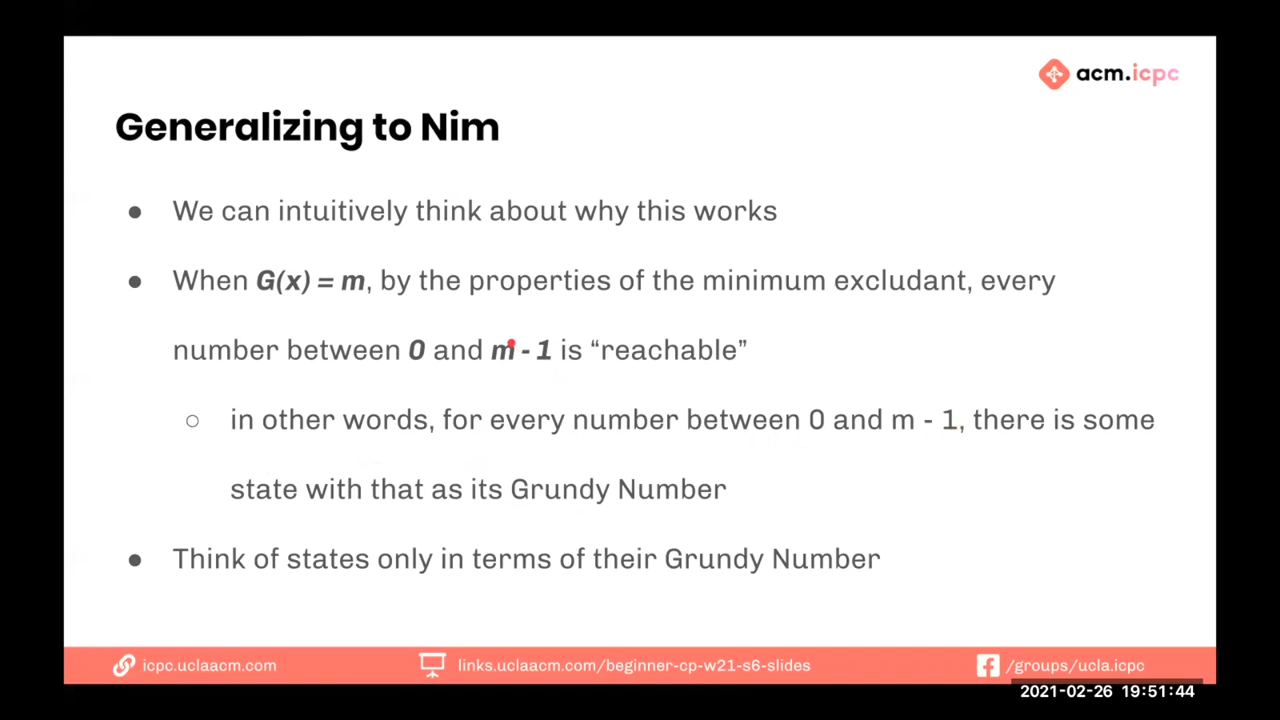 acm.icpc
Generalizing to Nim
● We can intuitively think about why this works
● When G(x) = m, by the properties of the minimum excludant, every
number between 0 and m - 1 is “reachable”
○ in other words, for every number between 0 and m - 1, there is some
state with that as its Grundy Number
● Think of states only in terms of their Grundy Number
icpc.uclaacm.com
links.uclaacm.com/beginner-cp-w21-s6-slides
/groups/ucla.icpc
2021-02-26 19:51:44